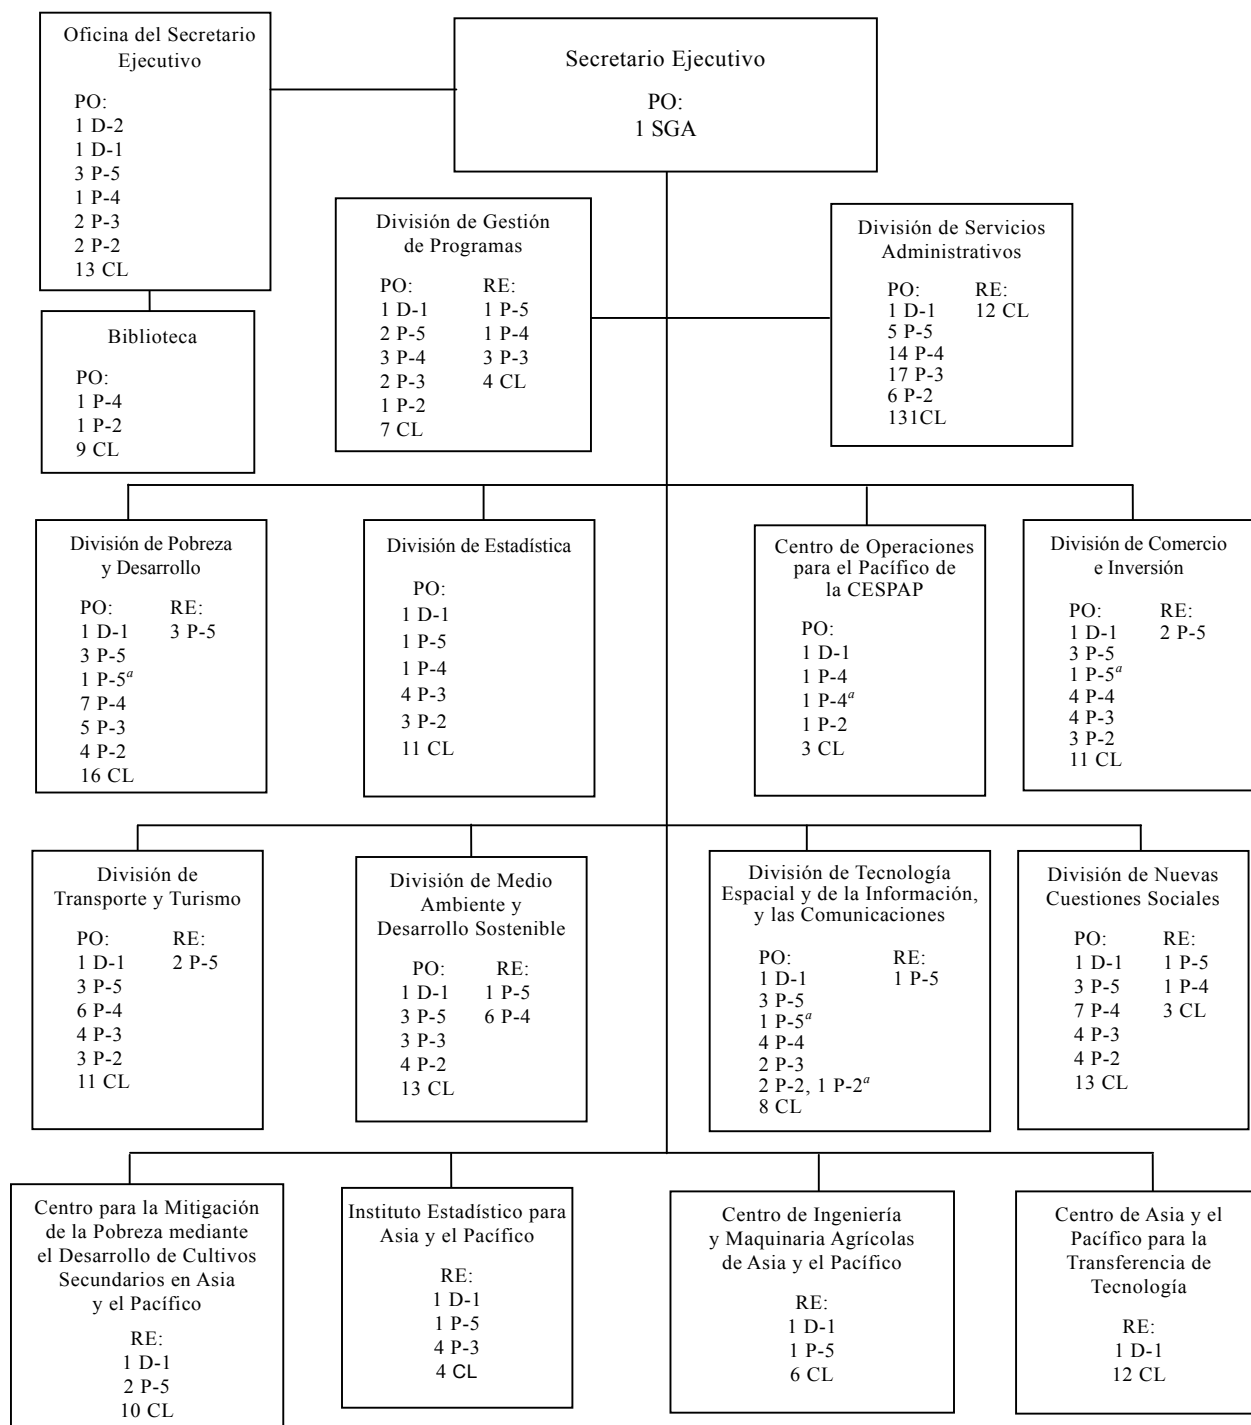 Oficina del Secretario
Ejecutivo
PO:
1 D-2
1 D-1
3 P-5
1 P-4
2 P-3
2 P-2
13 CL
Secretario Ejecutivo
PO:
1 SGA
Biblioteca
PO:
1 P-4
1 P-2
9 CL
División de Gestión
de Programas
PO: RE:
1 D-1 1 P-5
2 P-5 1 P-4
3 P-4 3 P-3
2 P-3 4 CL
1 P-2
7 CL
División de Servicios
Administrativos
PO: RE:
1 D-1 12 CL
5 P-5
14 P-4
17 P-3
6 P-2
131CL
División de Pobreza
y Desarrollo
PO: RE:
1 D-1 3 P-5
3 P-5
1 P-5a
7 P-4
5 P-3
4 P-2
16 CL
División de Estadística
PO:
1 D-1
1 P-5
1 P-4
4 P-3
3 P-2
11 CL
Centro de Operaciones
para el Pacífico de
la CESPAP
PO:
1 D-1
1 P-4
1 P-4a
1 P-2
3 CL
División de Comercio
e Inversión
PO: RE:
1 D-1 2 P-5
3 P-5
1 P-5a
4 P-4
4 P-3
3 P-2
11 CL
División de
Transporte y Turismo
PO: RE:
1 D-1 2 P-5
3 P-5
6 P-4
4 P-3
3 P-2
11 CL
División de Medio
Ambiente y
Desarrollo Sostenible
PO: RE:
1 D-1 1 P-5
3 P-5 6 P-4
3 P-3
4 P-2
13 CL
División de Tecnología
Espacial y de la Información,
y las Comunicaciones
PO: RE:
1 D-1 1 P-5
3 P-5
1 P-5a
4 P-4
2 P-3
2 P-2, 1 P-2a
8 CL
División de Nuevas
Cuestiones Sociales
PO: RE:
1 D-1 1 P-5
3 P-5 1 P-4
7 P-4 3 CL
4 P-3
4 P-2
13 CL
Centro para la Mitigación
de la Pobreza mediante
el Desarrollo de Cultivos
Secundarios en Asia
y el Pacífico
RE:
1 D-1
2 P-5
10 CL
Instituto Estadístico para
Asia y el Pacífico
RE:
1 D-1
1 P-5
4 P-3
4 CL
Centro de Ingeniería
y Maquinaria Agrícolas
de Asia y el Pacífico
RE:
1 D-1
1 P-5
6 CL
Centro de Asia y el
Pacífico para la
Transferencia de
Tecnología
RE:
1 D-1
12 CL